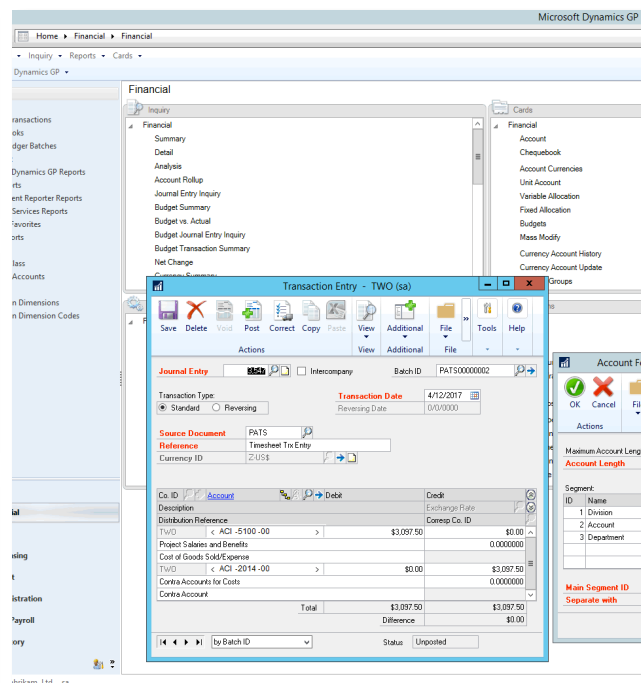 Microsoft Dynamics GP
Home Financial Financial
Inquiry Reports Cards
Dynamics GP
Financial
ransactions
oks
dger Batches
Dynamics GP Reports
rts
ent Reporter Reports
Services Reports
Favorites
orts
lass
Accounts
n Dimensions
n Dimension Codes
ial
sing
t
istration
Payroll
ory
abrikam, Ltd. sa
Inquiry
Financial
Summary
Detail
Analysis
Account Rollup
Journal Entry Inquiry
Budget Summary
Budget vs. Actual
Budget Journal Entry Inquiry
Budget Transaction Summary
Net Change
Currency Summary
Cards
Financial
Account
Chequebook
Account Currencies
Unit Account
Variable Allocation
Fixed Allocation
Budgets
Mass Modify
Currency Account History
Currency Account Update
Groups
Transaction Entry - TWO (sa)
Save Delete Void Post Correct Copy Paste View Additional File Tools Help
Actions View Additional File
Journal Entry Intercompany Batch ID PATS00000002
Transaction Type: Transaction Date 4/12/2017
Standard Reversing Reversing Date 0/0/0000
Source Document PATS
Reference Timesheet Trx Entry
Currency ID Z-US$
Co. ID Account Debit Credit
Description Exchange Rate
Distribution Reference Corresp Co. ID
TWO < ACI -5100 -00 > $3,097.50 $0.00
Project Salaries and Benefits 0.0000000
Cost of Goods Sold/Expense
TWO < ACI -2014 -00 > $0.00 $3,097.50
Contra Accounts for Costs 0.0000000
Contra Account
Total $3,097.50 $3,097.50
Difference $0.00
by Batch ID Status Unposted
Account Fo
OK Cancel Fil
Actions
Maximum Account Leng
Account Length
Segment:
ID Name
1 Division
2 Account
3 Department
Main Segment ID
Separate with